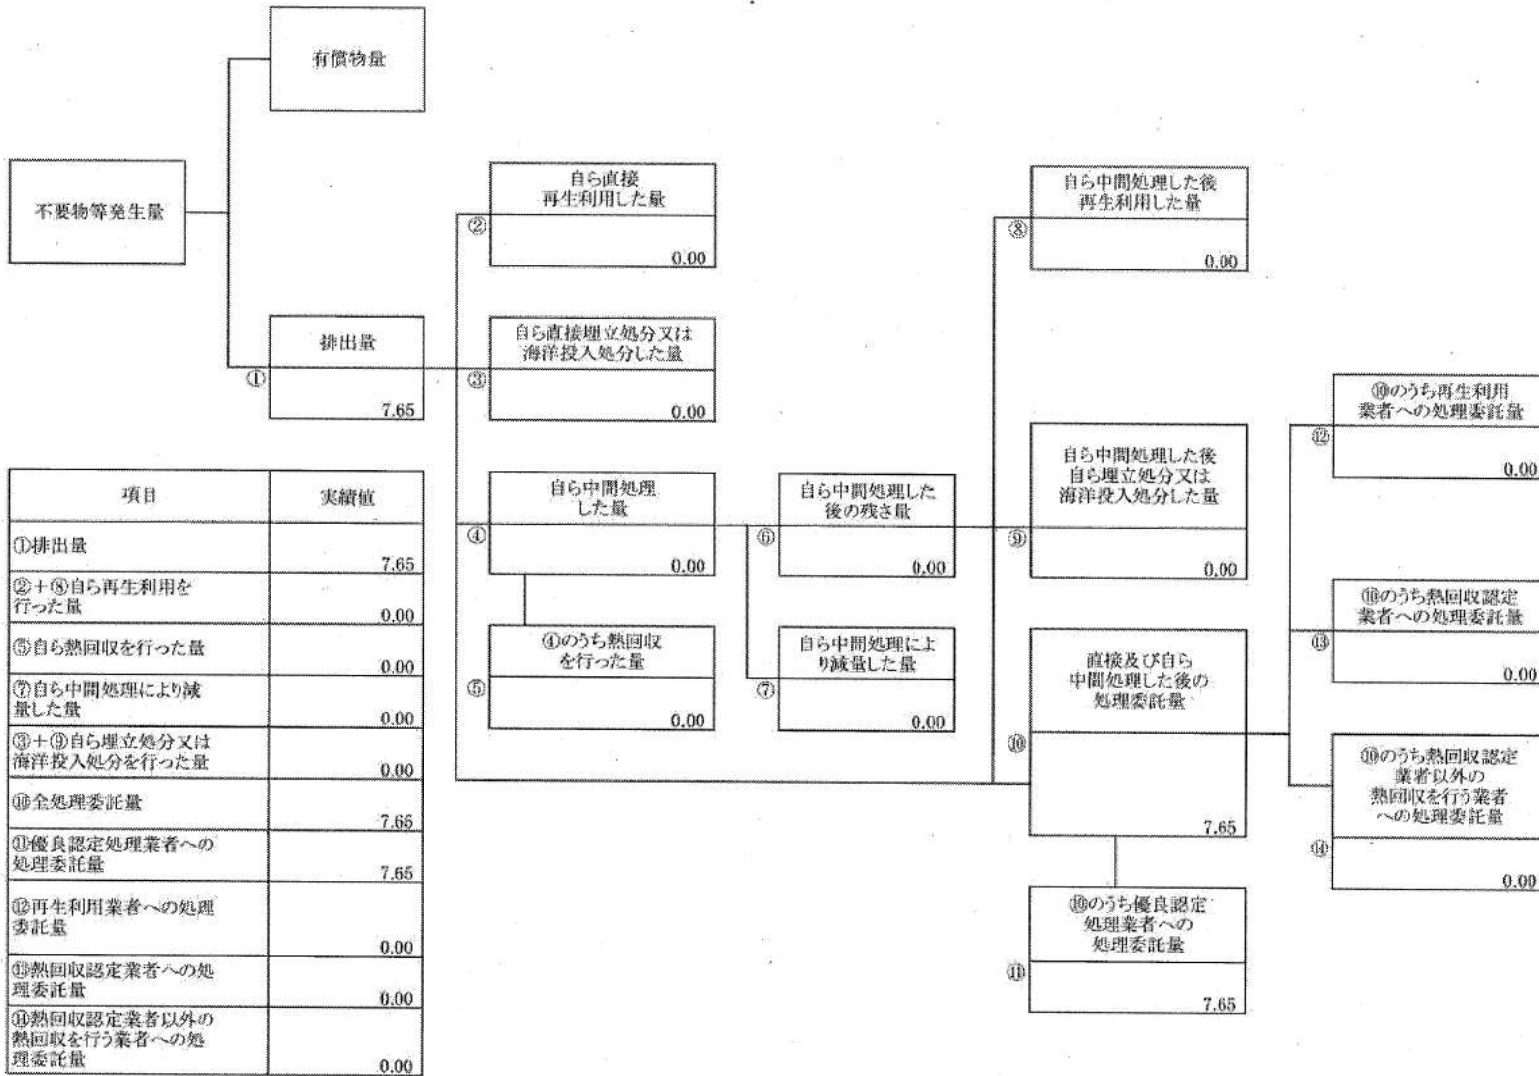 有償物量
不要物等発生量
自ら直接
再生利用した量
②
0.00
自ら中間処理した後
再生利用した量
⑧
0.00
排出量
①
7.65
自ら直接埋立処分又は
海洋投入処分した量
③
0.00
自ら中間処理
した量
④
0.00
自ら中間処理した
後の残さ量
⑥
0.00
自ら中間処理した後
自ら埋立処分又は
海洋投入処分した量
⑨
0.00
⑩のうち再生利用
業者への処理委託量
⑫
0.00
④のうち熱回収
を行った量
⑤
0.00
自ら中間処理によ
り減量した量
⑦
0.00
直接及び自ら
中間処理した後の
処理委託量
⑩
7.65
⑩のうち熱回収認定
業者への処理委託量
⑬
0.00
⑩のうち熱回収認定
業者以外の
熱回収を行う業者
への処理委託量
⑭
0.00
⑩のうち優良認定
処理業者への
処理委託量
⑪
7.65
項目 実績値
①排出量
7.65
②+⑧自ら再生利用を
行った量
0.00
⑤自ら熱回収を行った量
0.00
⑦自ら中間処理により減
量した量
0.00
③+⑨自ら埋立処分又は
海洋投入処分を行った量
0.00
⑩全処理委託量
7.65
⑪優良認定処理業者への
処理委託量
7.65
⑫再生利用業者への処理
委託量
0.00
⑬熱回収認定業者への処
理委託量
0.00
⑭熱回収認定業者以外の
熱回収を行う業者への処
理委託量
0.00